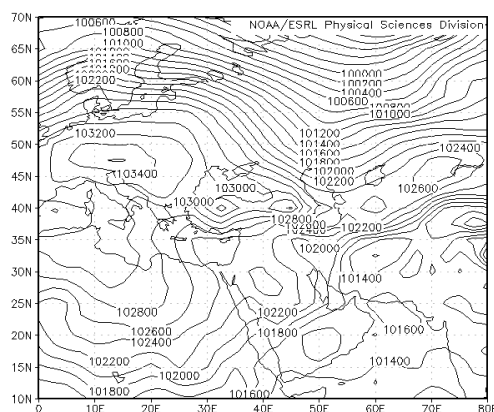 70N
NOAA/ESRL Physical Sciences Division
100600
100800
101000
65N
102200
100000
100200
100400
100600
101000
60N
55N
103200
101200
101400
101600
101800
102000
102200
102400
50N
103400
103000
102600
45N
103000
102800
102200
40N
102000
35N
101400
30N
102800
102200
25N
102600
102400
101800
101600
20N
102200
102000
101400
15N
101800
101600
10N
0
10E
20E
30E
40E
50E
60E
70E
80E